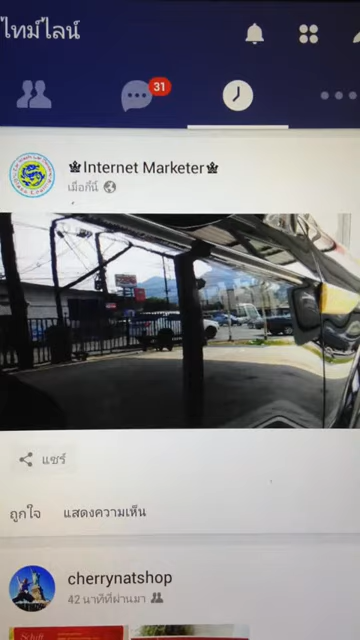 ไทม์ไลน์
31
Internet Marketer
เมื่อกี้นี้
แชร์
ถูกใจ แสดงความเห็น
cherrynatshop
42 นาทีที่ผ่านมา